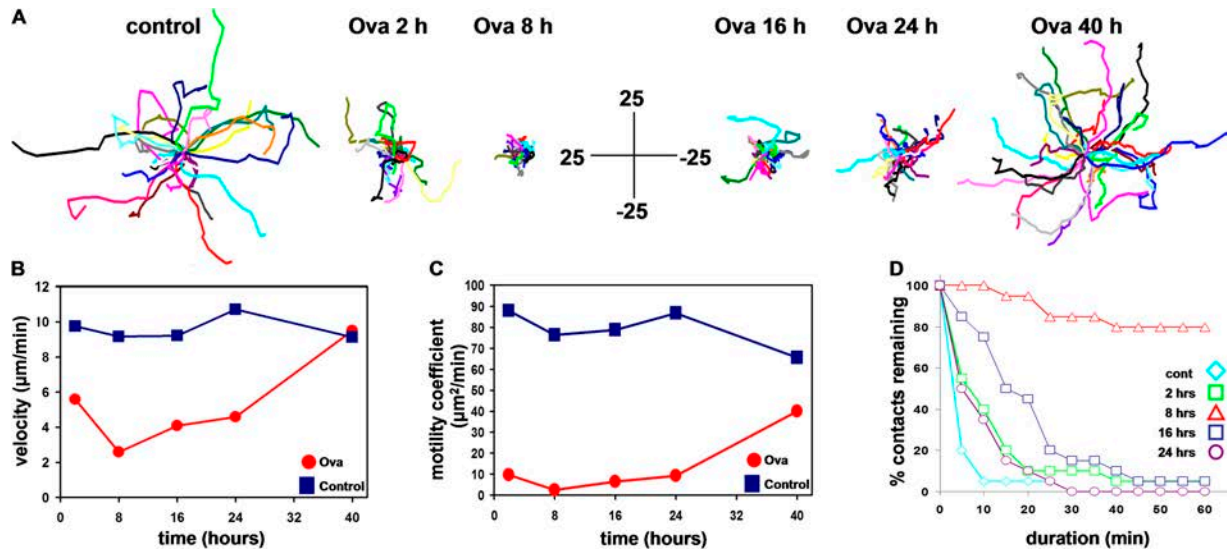 A
control
Ova 2 h
Ova 8 h
Ova 16 h
Ova 24 h
Ova 40 h
25
25
-25
-25
B
velocity (µm/min)
12
10
8
6
4
2
0
0
8
16
24
32
40
time (hours)
Ova
Control
C
motility coefficient
(µm²/min)
100
90
80
70
60
50
40
30
20
10
0
0
8
16
24
32
40
time (hours)
Ova
Control
D
% contacts remaining
100
80
60
40
20
0
0
10
20
30
40
50
60
duration (min)
cont
2 hrs
8 hrs
16 hrs
24 hrs